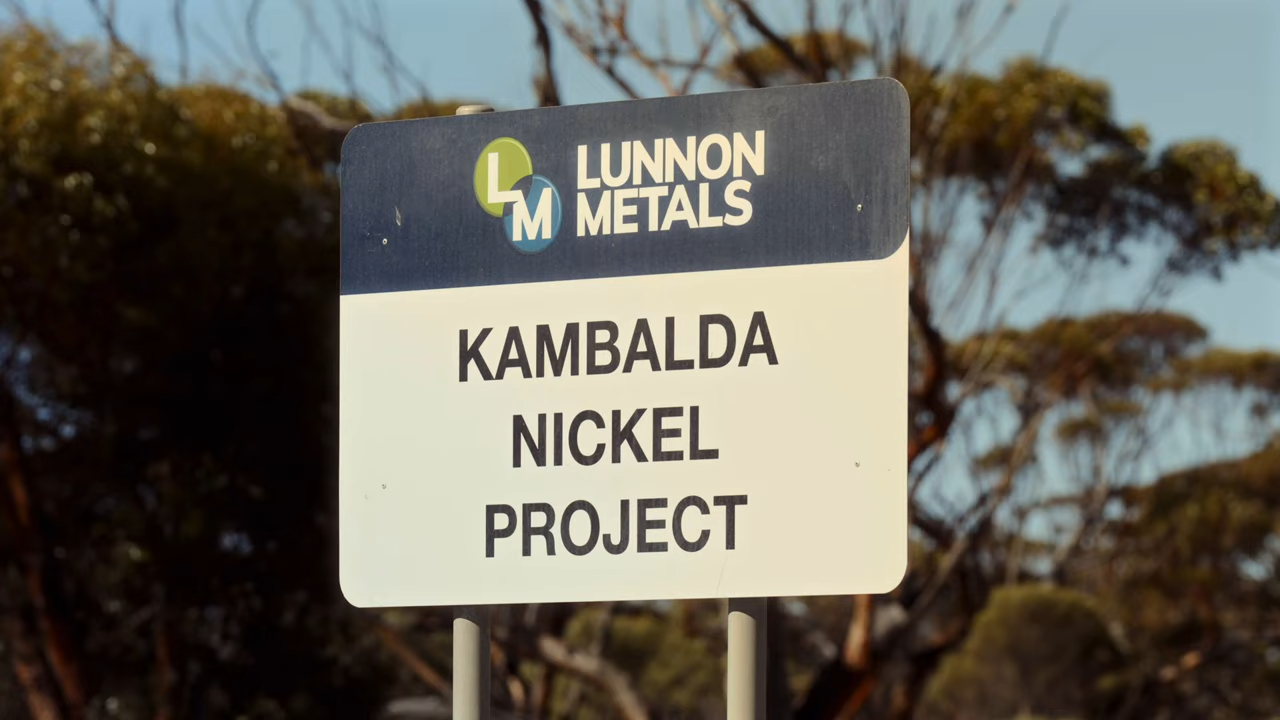 LM
LUNNON
METALS
KAMBALDA
NICKEL
PROJECT